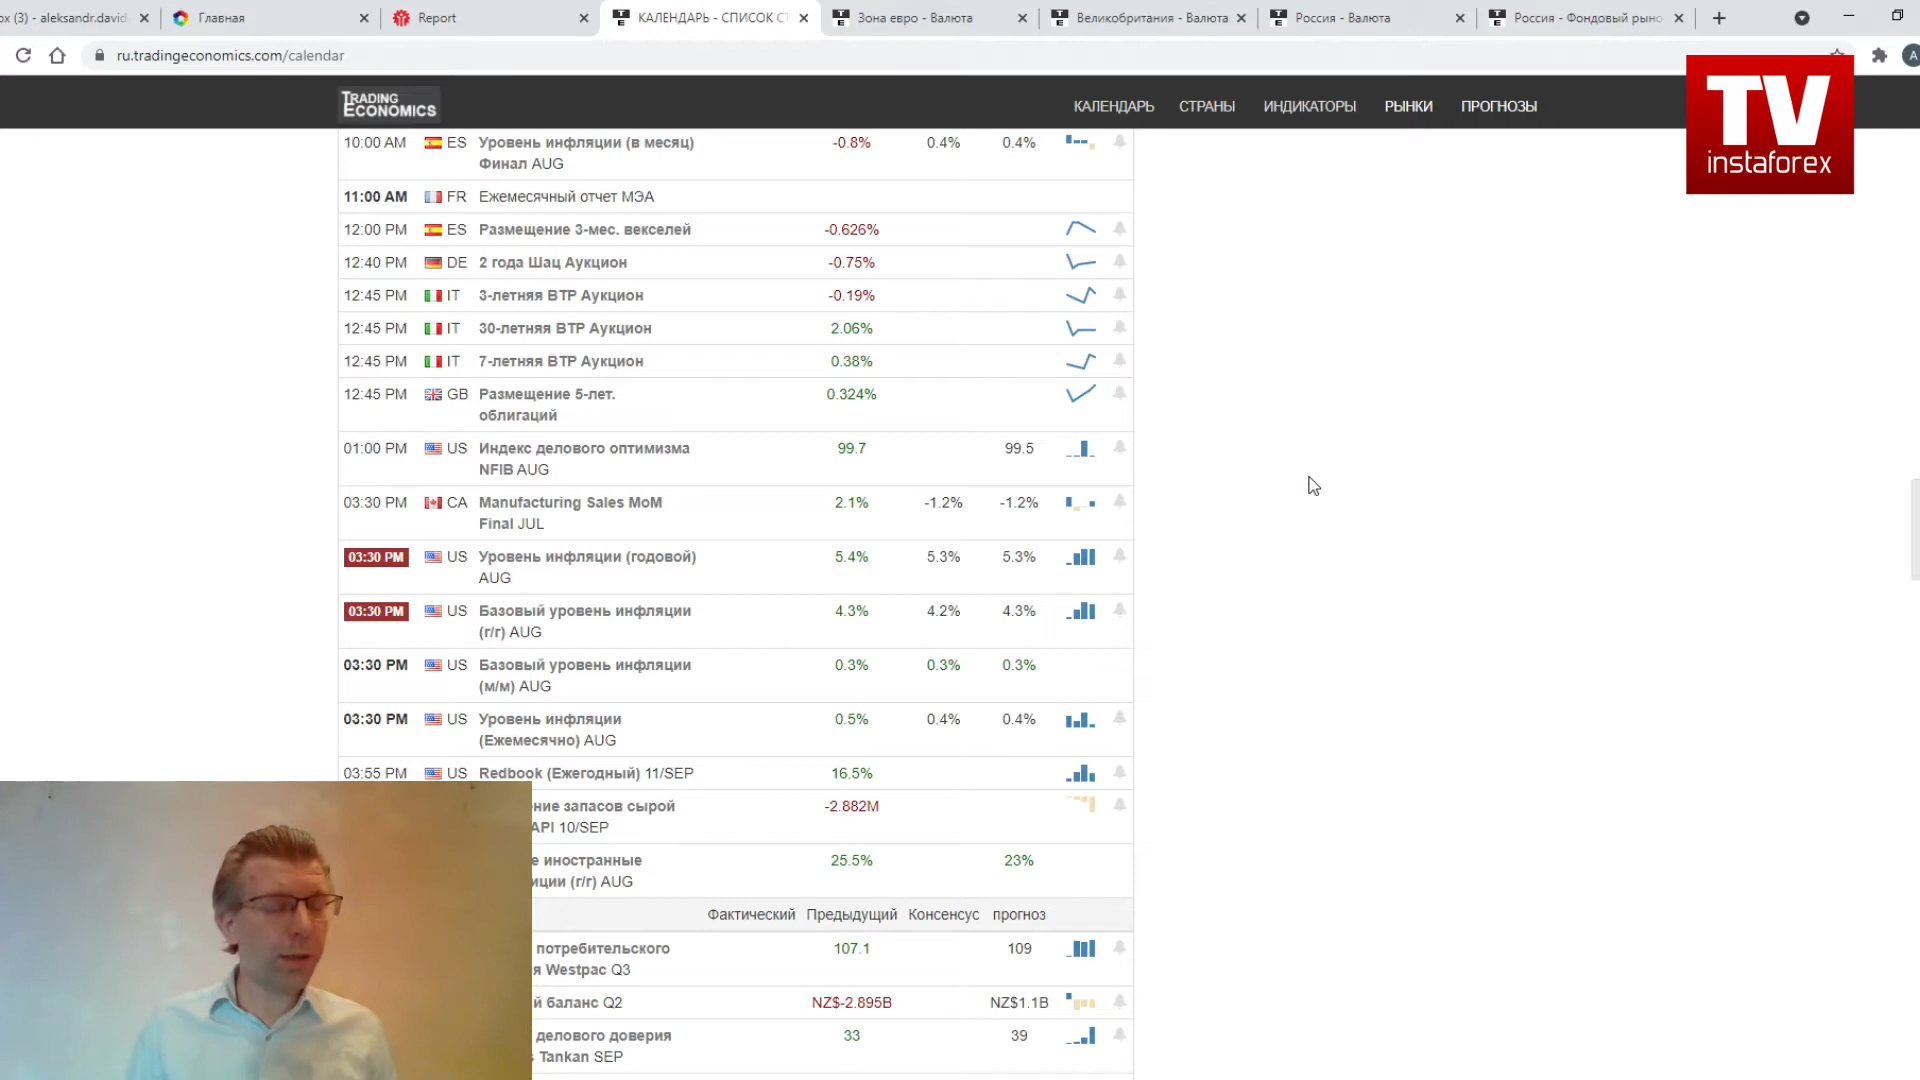 ox (3) - aleksandr.david
Главная
Report
КАЛЕНДАРЬ - СПИСОК СТ
Зона евро - Валюта
Великобритания - Валюта
Россия - Валюта
Россия - Фондовый рыно
ru.tradingeconomics.com/calendar
A
TRADING ECONOMICS
КАЛЕНДАРЬ СТРАНЫ ИНДИКАТОРЫ РЫНКИ ПРОГНОЗЫ
TV
instaforex
10:00 AM ES Уровень инфляции (в месяц) -0.8% 0.4% 0.4%
Финал AUG
11:00 AM FR Ежемесячный отчет МЭА
12:00 PM ES Размещение 3-мес. векселей -0.626%
12:40 PM DE 2 года Шац Аукцион -0.75%
12:45 PM IT 3-летняя BTP Аукцион -0.19%
12:45 PM IT 30-летняя BTP Аукцион 2.06%
12:45 PM IT 7-летняя BTP Аукцион 0.38%
12:45 PM GB Размещение 5-лет. 0.324%
облигаций
01:00 PM US Индекс делового оптимизма 99.7 99.5
NFIB AUG
03:30 PM CA Manufacturing Sales MoM 2.1% -1.2% -1.2%
Final JUL
03:30 PM US Уровень инфляции (годовой) 5.4% 5.3% 5.3%
AUG
03:30 PM US Базовый уровень инфляции 4.3% 4.2% 4.3%
(г/г) AUG
03:30 PM US Базовый уровень инфляции 0.3% 0.3% 0.3%
(м/м) AUG
03:30 PM US Уровень инфляции 0.5% 0.4% 0.4%
(Ежемесячно) AUG
03:55 PM US Redbook (Ежегодный) 11/SEP 16.5%
ние запасов сырой -2.882M
API 10/SEP
е иностранные 25.5% 23%
иции (г/г) AUG
Фактический Предыдущий Консенсус прогноз
потребительского 107.1 109
я Westpac Q3
й баланс Q2 NZ$-2.895B NZ$1.1B
делового доверия 33 39
s Tankan SEP